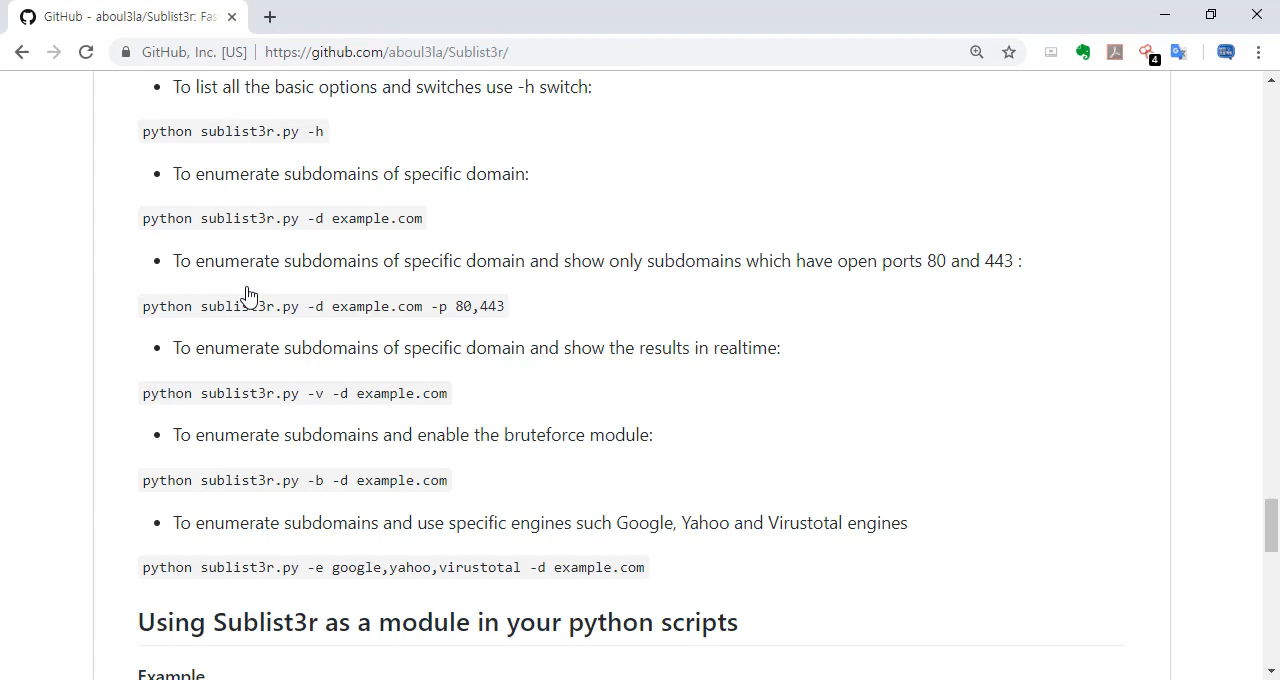 GitHub - aboul3la/Sublist3r: Fas
GitHub, Inc. [US] | https://github.com/aboul3la/Sublist3r/
4
• To list all the basic options and switches use -h switch:
python sublist3r.py -h
• To enumerate subdomains of specific domain:
python sublist3r.py -d example.com
• To enumerate subdomains of specific domain and show only subdomains which have open ports 80 and 443 :
python sublist3r.py -d example.com -p 80,443
• To enumerate subdomains of specific domain and show the results in realtime:
python sublist3r.py -v -d example.com
• To enumerate subdomains and enable the bruteforce module:
python sublist3r.py -b -d example.com
• To enumerate subdomains and use specific engines such Google, Yahoo and Virustotal engines
python sublist3r.py -e google,yahoo,virustotal -d example.com
Using Sublist3r as a module in your python scripts
Example